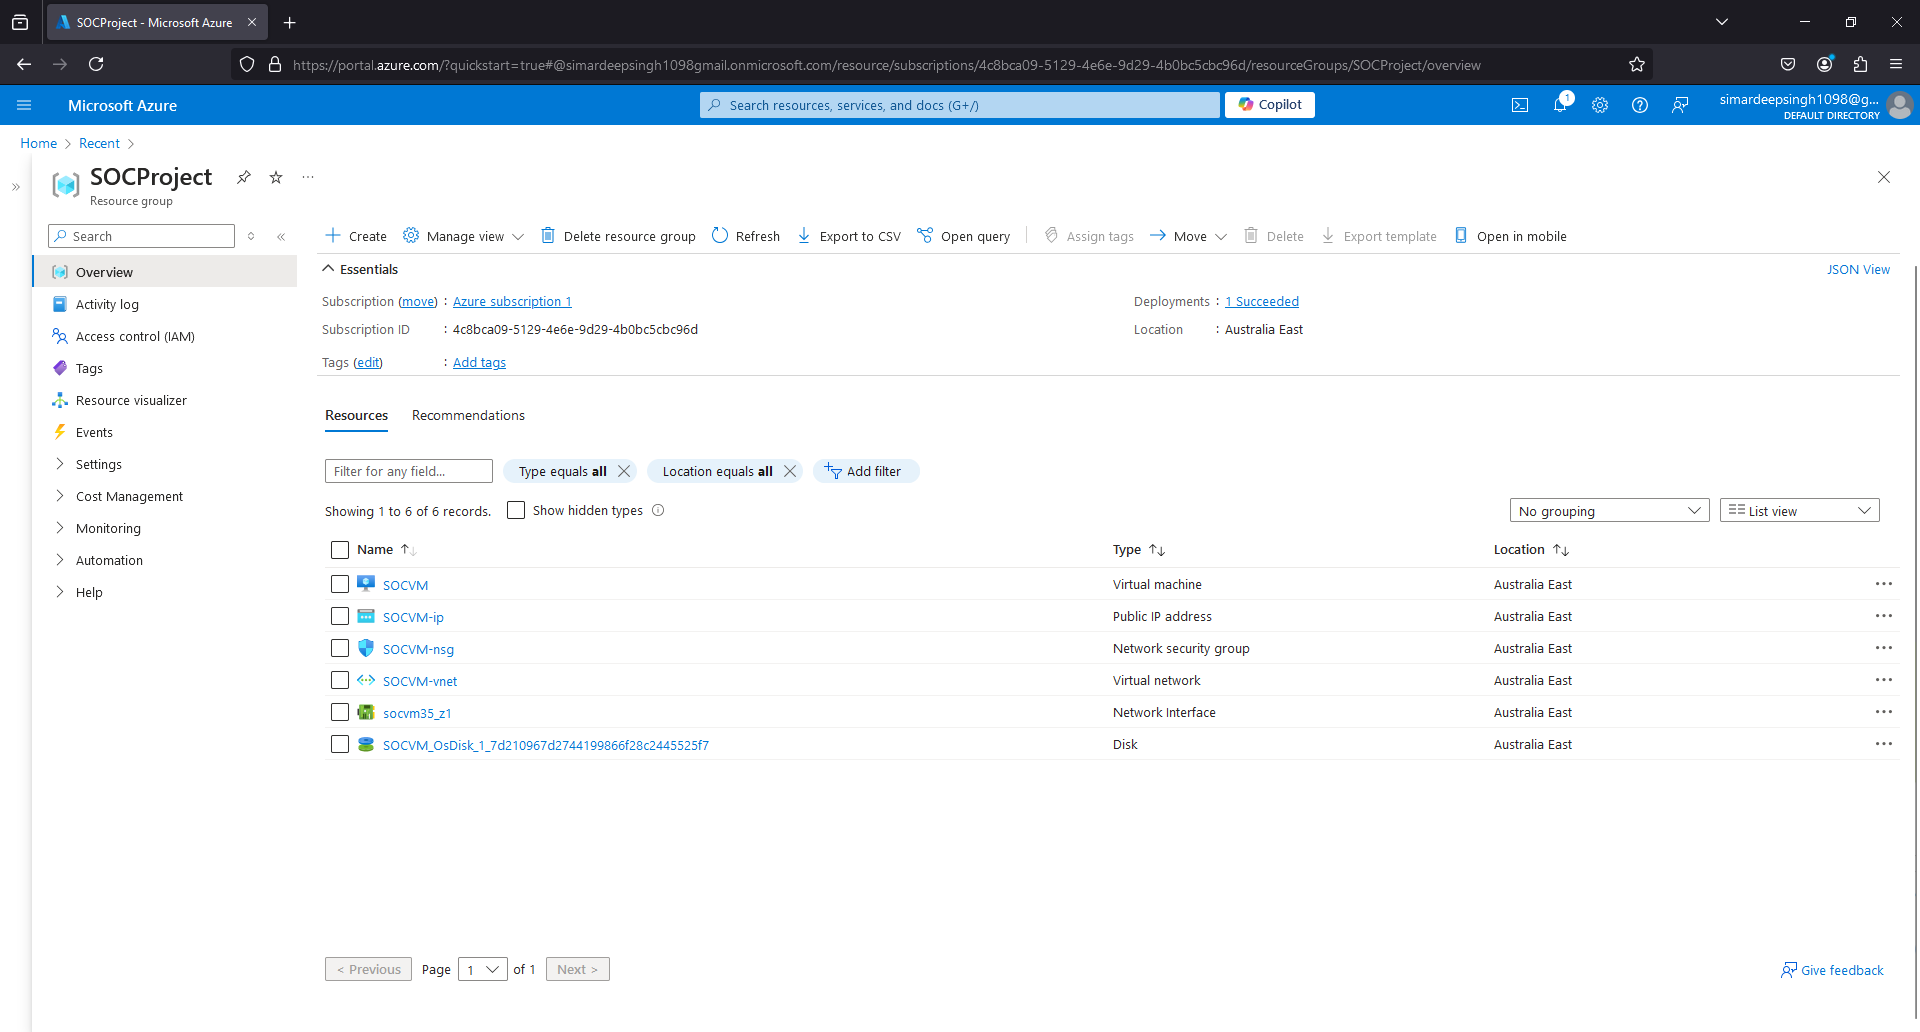 SOCProject - Microsoft Azure
https://portal.azure.com/?quickstart=true#@simardeepsingh1098gmail.onmicrosoft.com/resource/subscriptions/4c8bca09-5129-4e6e-9d29-4b0bc5cbc96d/resourceGroups/SOCProject/overview
Microsoft Azure
Search resources, services, and docs (G+/)
Copilot
1
simardeepsingh1098@g...
DEFAULT DIRECTORY
Home > Recent >
SOCProject
Resource group
Search
Create
Manage view
Delete resource group
Refresh
Export to CSV
Open query
Assign tags
Move
Delete
Export template
Open in mobile
Overview
Activity log
Access control (IAM)
Tags
Resource visualizer
Events
Settings
Cost Management
Monitoring
Automation
Help
Essentials
JSON View
Subscription (move) : Azure subscription 1
Deployments : 1 Succeeded
Subscription ID : 4c8bca09-5129-4e6e-9d29-4b0bc5cbc96d
Location : Australia East
Tags (edit) : Add tags
Resources
Recommendations
Filter for any field...
Type equals all
Location equals all
Add filter
Showing 1 to 6 of 6 records.
Show hidden types
No grouping
List view
Name Type Location
SOCVM Virtual machine Australia East
SOCVM-ip Public IP address Australia East
SOCVM-nsg Network security group Australia East
SOCVM-vnet Virtual network Australia East
socvm35_z1 Network Interface Australia East
SOCVM_OsDisk_1_7d210967d2744199866f28c2445525f7 Disk Australia East
< Previous Page 1 of 1 Next >
Give feedback